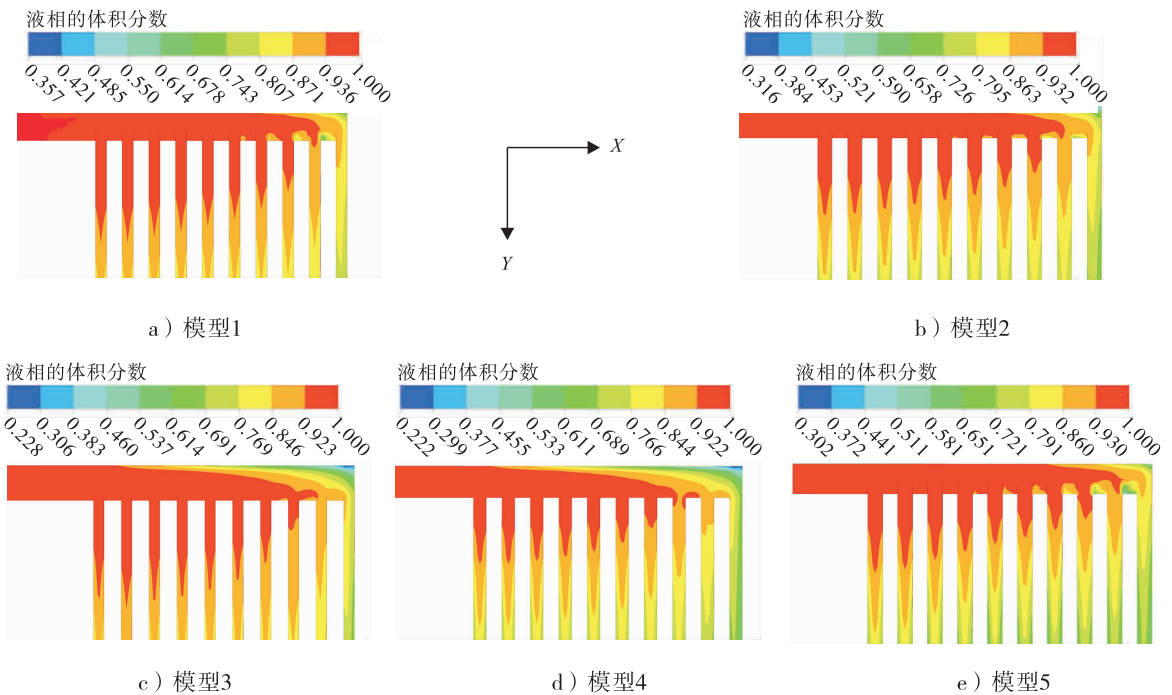 液相的体积分数
0.357 0.421 0.485 0.550 0.614 0.678 0.743 0.807 0.871 0.936 1.000
液相的体积分数
0.316 0.384 0.453 0.521 0.590 0.658 0.726 0.795 0.863 0.932 1.000
X
Y
a）模型1
b）模型2
液相的体积分数
0.228 0.306 0.383 0.460 0.537 0.614 0.691 0.769 0.846 0.923 1.000
液相的体积分数
0.222 0.299 0.377 0.455 0.533 0.611 0.689 0.766 0.844 0.922 1.000
液相的体积分数
0.302 0.372 0.441 0.511 0.581 0.651 0.721 0.791 0.860 0.930 1.000
c）模型3
d）模型4
e）模型5